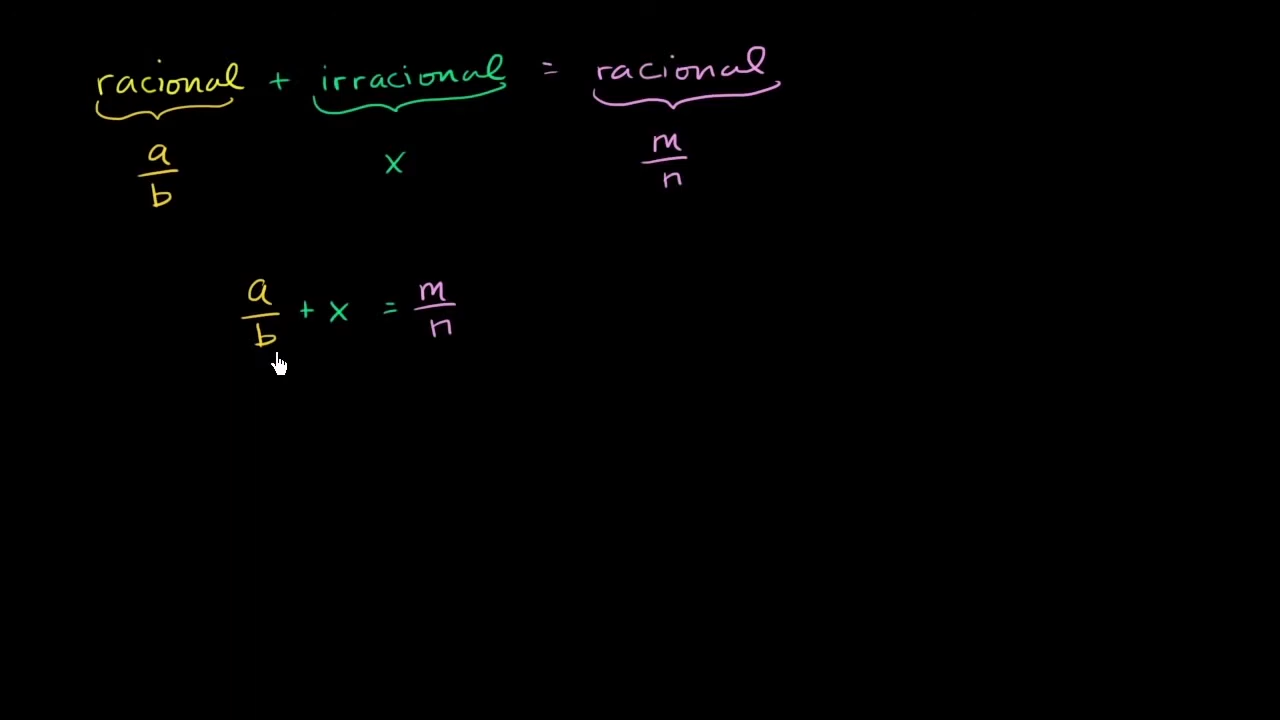 racional + irracional = racional
a/b x m/n
a/b + x = m/n